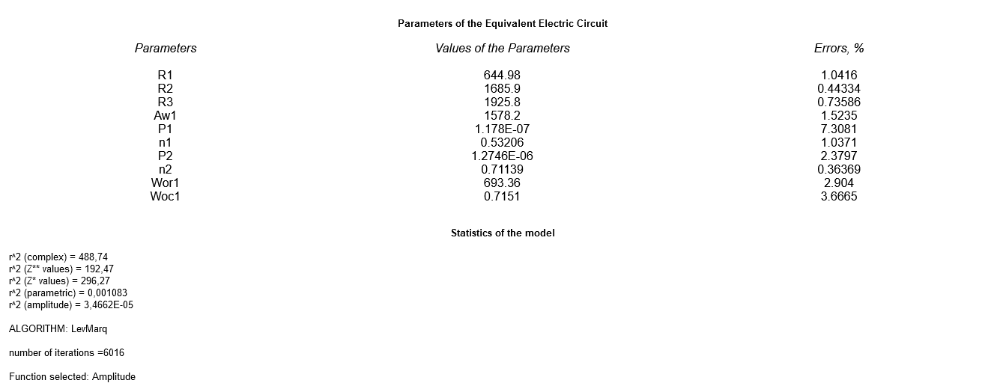 Parameters of the Equivalent Electric Circuit
Parameters Values of the Parameters Errors, %
R1 644.98 1.0416
R2 1685.9 0.44334
R3 1925.8 0.73586
Aw1 1578.2 1.5235
P1 1.178E-07 7.3081
n1 0.53206 1.0371
P2 1.2746E-06 2.3797
n2 0.71139 0.36369
Wor1 693.36 2.904
Woc1 0.7151 3.6665
Statistics of the model
r^2 (complex) = 488,74
r^2 (Z** values) = 192,47
r^2 (Z* values) = 296,27
r^2 (parametric) = 0,001083
r^2 (amplitude) = 3,4662E-05
ALGORITHM: LevMarq
number of iterations =6016
Function selected: Amplitude